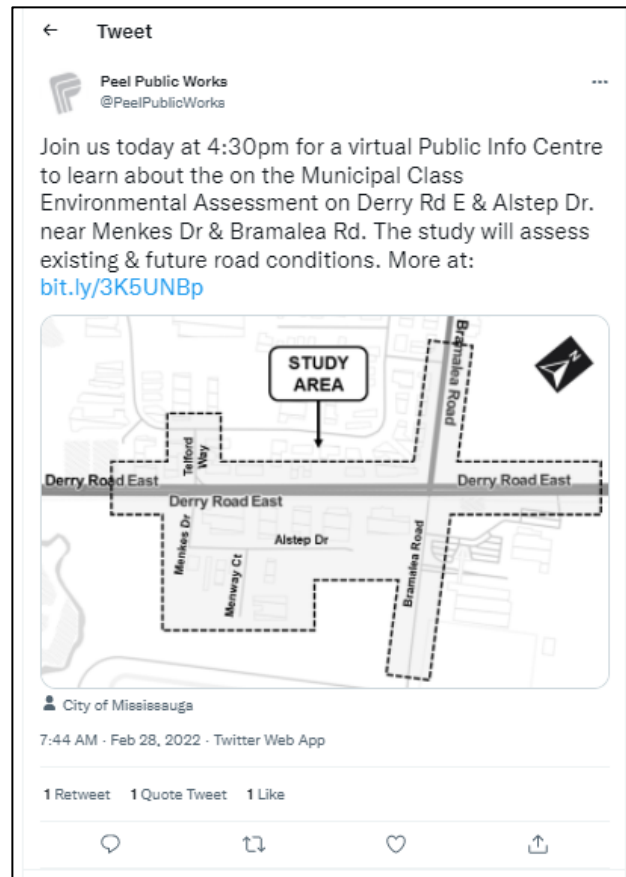 Tweet
Peel Public Works
@PeelPublicWorks
Join us today at 4:30pm for a virtual Public Info Centre
to learn about the on the Municipal Class
Environmental Assessment on Derry Rd E & Alstep Dr.
near Menkes Dr & Bramalea Rd. The study will assess
existing & future road conditions. More at:
bit.ly/3K5UNBp
STUDY
AREA
Bramalea Road
N
Telford
Way
Derry Road East
Derry Road East
Derry Road East
Menkes Dr
Alstep Dr
Menway Ct
Bramalea Road
City of Mississauga
7:44 AM · Feb 28, 2022 · Twitter Web App
1 Retweet 1 Quote Tweet 1 Like